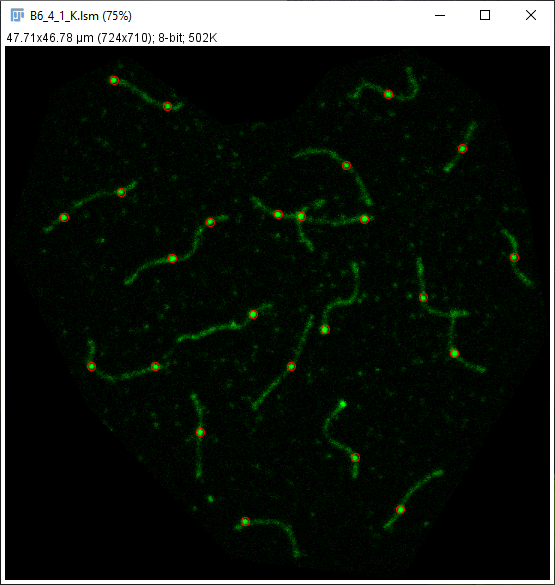 B6_4_1_K.lsm (75%)
47.71x46.78 µm (724x710); 8-bit; 502K